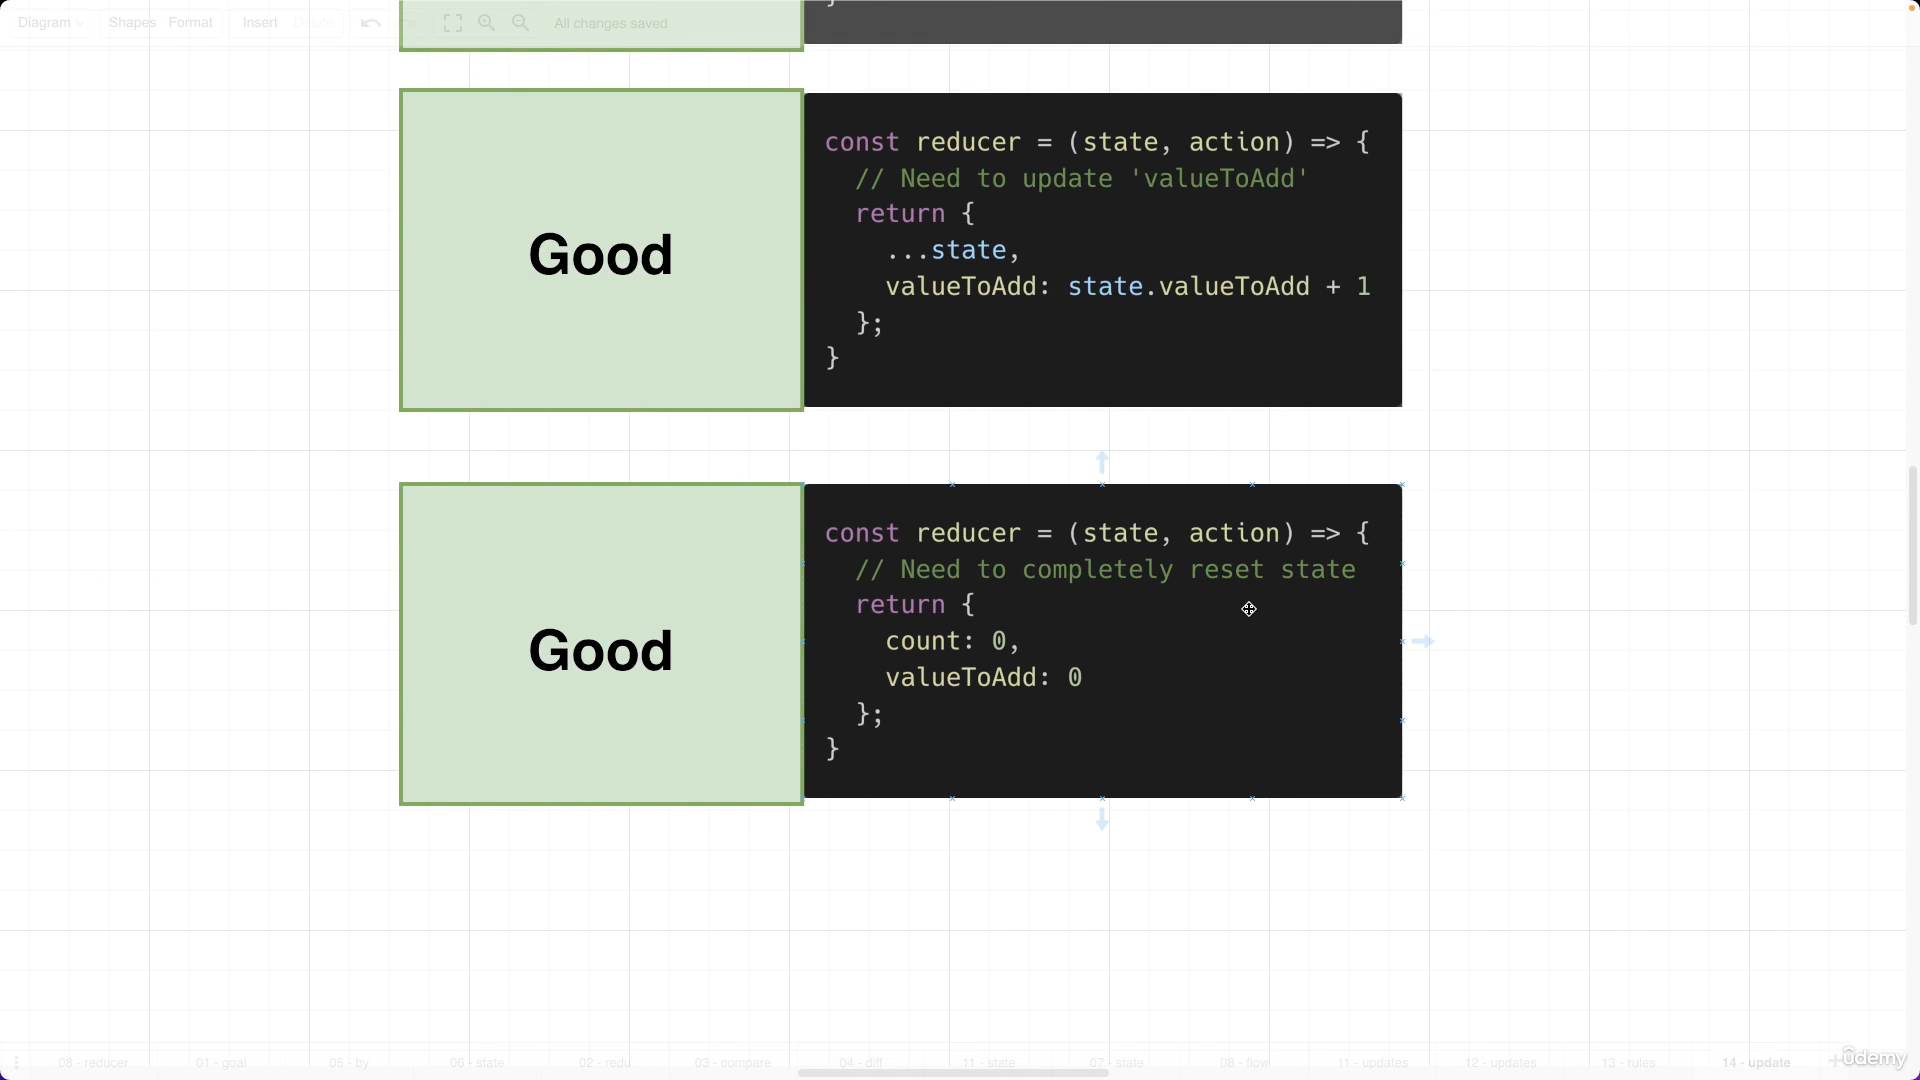 Diagram Shapes Format Insert Delete All changes saved
}
Good
const reducer = (state, action) => {
// Need to update 'valueToAdd'
return {
...state,
valueToAdd: state.valueToAdd + 1
};
}
Good
const reducer = (state, action) => {
// Need to completely reset state
return {
count: 0,
valueToAdd: 0
};
}
08 - reducer 01 - goal 05 - by 06 - state 02 - redu 03 - compare 04 - diff 11 - state 07 - state 08 - flow 11 - updates 12 - updates 13 - rules 14 - update
ûdemy